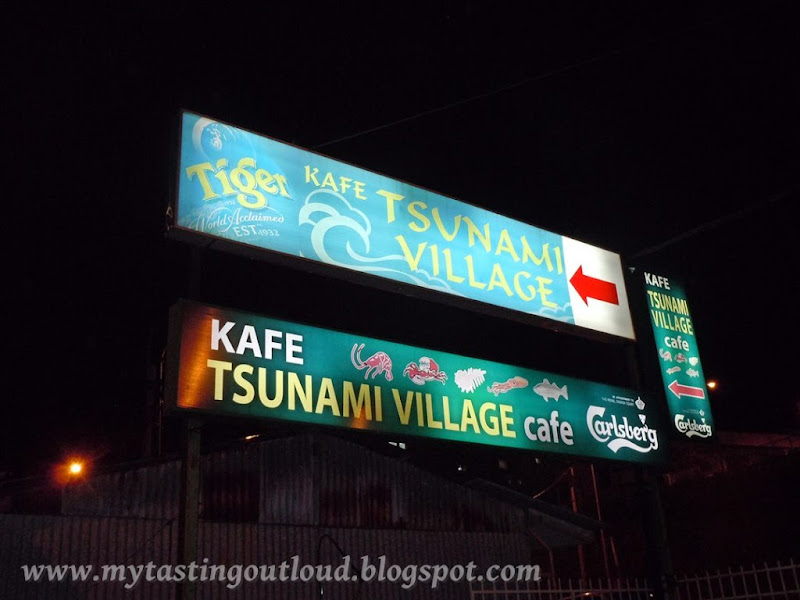 Tiger
World Acclaimed
EST. 1932
KAFE TSUNAMI
VILLAGE
KAFE
TSUNAMI VILLAGE cafe
Carlsberg
KAFE
TSUNAMI
VILLAGE
cafe
Carlsberg
www.mytastingoutloud.blogspot.com